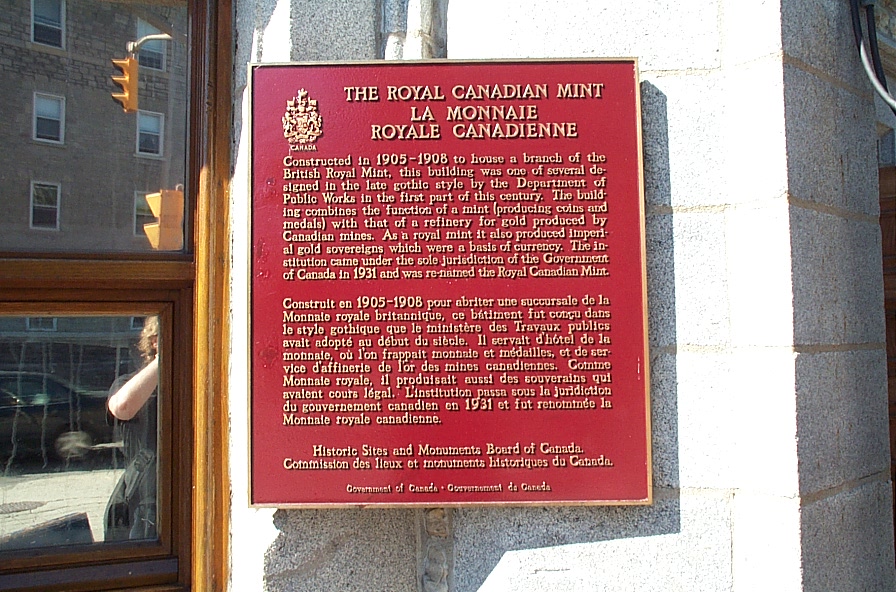 THE ROYAL CANADIAN MINT
LA MONNAIE
ROYALE CANADIENNE
CANADA
Constructed in 1905-1908 to house a branch of the
British Royal Mint, this building was one of several de-
signed in the late gothic style by the Department of
Public Works in the first part of this century. The build-
ing combines the function of a mint (producing coins and
medals) with that of a refinery for gold produced by
Canadian mines. As a royal mint it also produced imperi-
al gold sovereigns which were a basis of currency. The in-
stitution came under the sole jurisdiction of the Government
of Canada in 1931 and was re-named the Royal Canadian Mint.
Construit en 1905-1908 pour abriter une succursale de la
Monnaie royale britannique, ce bâtiment fut conçu dans
le style gothique que le ministère des Travaux publics
avait adopté au début du siècle. Il servait d'hôtel de la
monnaie, où l'on frappait monnaie et médailles, et de ser-
vice d'affinerie de l'or des mines canadiennes. Comme
Monnaie royale, il produisait aussi des souverains qui
avaient cours légal. L'institution passa sous la juridiction
du gouvernement canadien en 1931 et fut renommée la
Monnaie royale canadienne.
Historic Sites and Monuments Board of Canada.
Commission des lieux et monuments historiques du Canada.
Government of Canada · Gouvernement du Canada